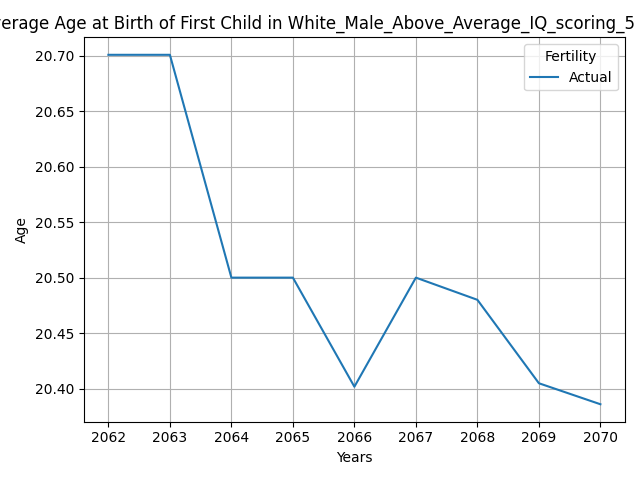 verage Age at Birth of First Child in White_Male_Above_Average_IQ_scoring_5
Fertility
Actual
20.70
20.65
20.60
20.55
20.50
20.45
20.40
Age
2062 2063 2064 2065 2066 2067 2068 2069 2070
Years